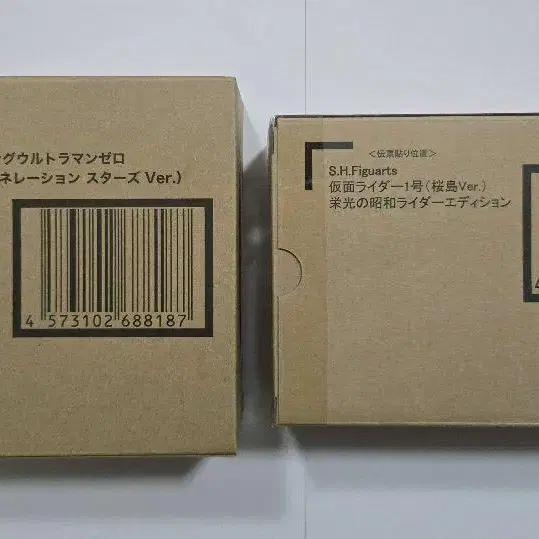 ングウルトラマンゼロ
ネレーション スターズ Ver.)
4 573102 688187
<伝票貼り位置>
S.H.Figuarts
仮面ライダー1号(桜島Ver.)
栄光の昭和ライダーエディション
4